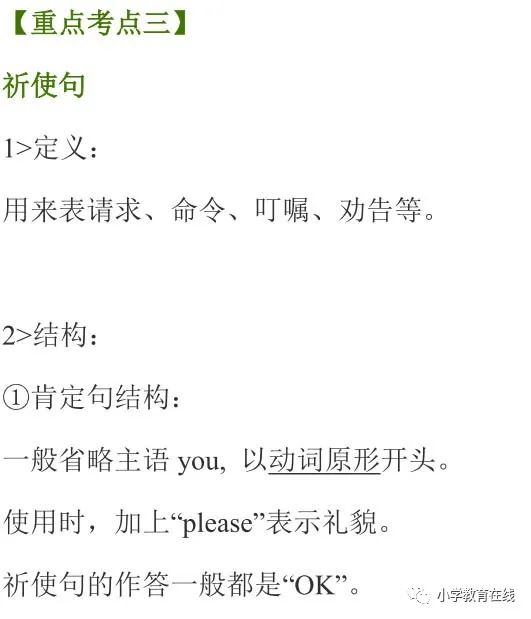 【重点考点三】
祈使句
1>定义：
用来表请求、命令、叮嘱、劝告等。
2>结构：
①肯定句结构：
一般省略主语 you, 以动词原形开头。
使用时，加上“please”表示礼貌。
祈使句的作答一般都是“OK”。
小学教育在线